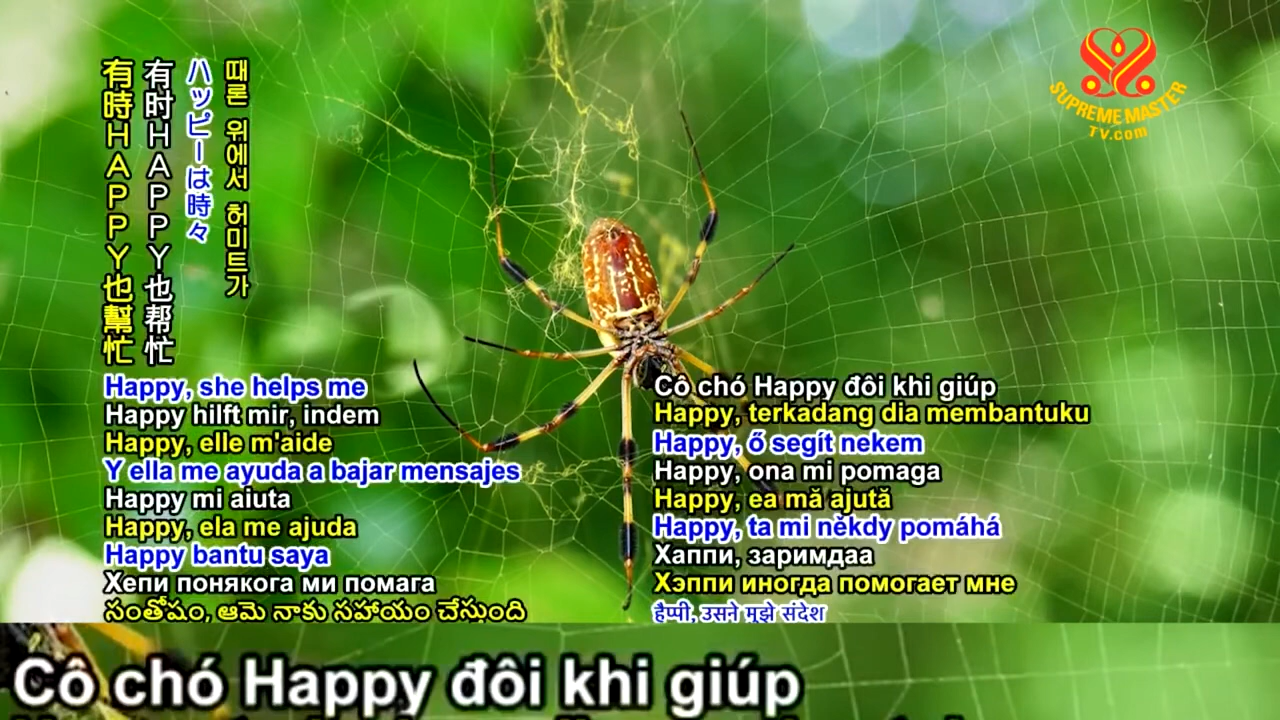 有時HAPPY也幫忙
有时HAPPY也帮忙
ハッピーは時々
때론 위에서 허미트가
SUPREME MASTER
TV.com
Happy, she helps me
Happy hilft mir, indem
Happy, elle m'aide
Y ella me ayuda a bajar mensajes
Happy mi aiuta
Happy, ela me ajuda
Happy bantu saya
Хепи понякога ми помага
సంతోషం, ఆమె నాకు సహాయం చేస్తుంది
Cô chó Happy đôi khi giúp
Happy, terkadang dia membantuku
Happy, ő segít nekem
Happy, ona mi pomaga
Happy, ea mă ajută
Happy, ta mi někdy pomáhá
Хаппи, заримдаа
Хэппи иногда помогает мне
हैप्पी, उसने मुझे संदेश
Cô chó Happy đôi khi giúp